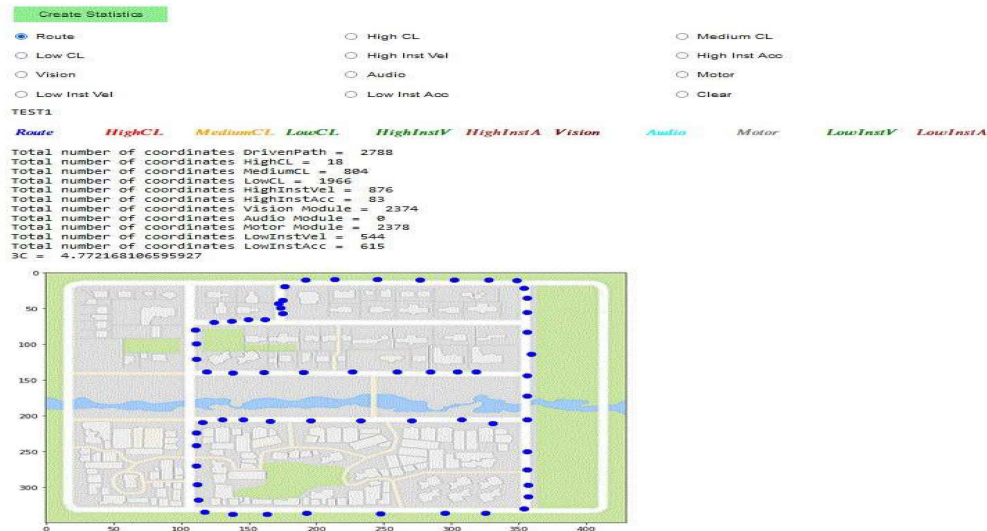 Create Statistics
Route High CL Medium CL
Low CL High Inst Vel High Inst Acc
Vision Audio Motor
Low Inst Vel Low Inst Acc Clear
TEST1
Route HighCL MediumCL LowCL HighInstV HighInstA Vision Audio Motor LowInstV LowInstA
Total number of coordinates DrivenPath = 2788
Total number of coordinates HighCL = 18
Total number of coordinates MediumCL = 804
Total number of coordinates LowCL = 1966
Total number of coordinates HighInstVel = 876
Total number of coordinates HighInstAcc = 83
Total number of coordinates Vision Module = 2374
Total number of coordinates Audio Module = 0
Total number of coordinates Motor Module = 2378
Total number of coordinates LowInstVel = 544
Total number of coordinates LowInstAcc = 615
3C = 4.772168106595927
0
50
100
150
200
250
300
0 50 100 150 200 250 300 350 400